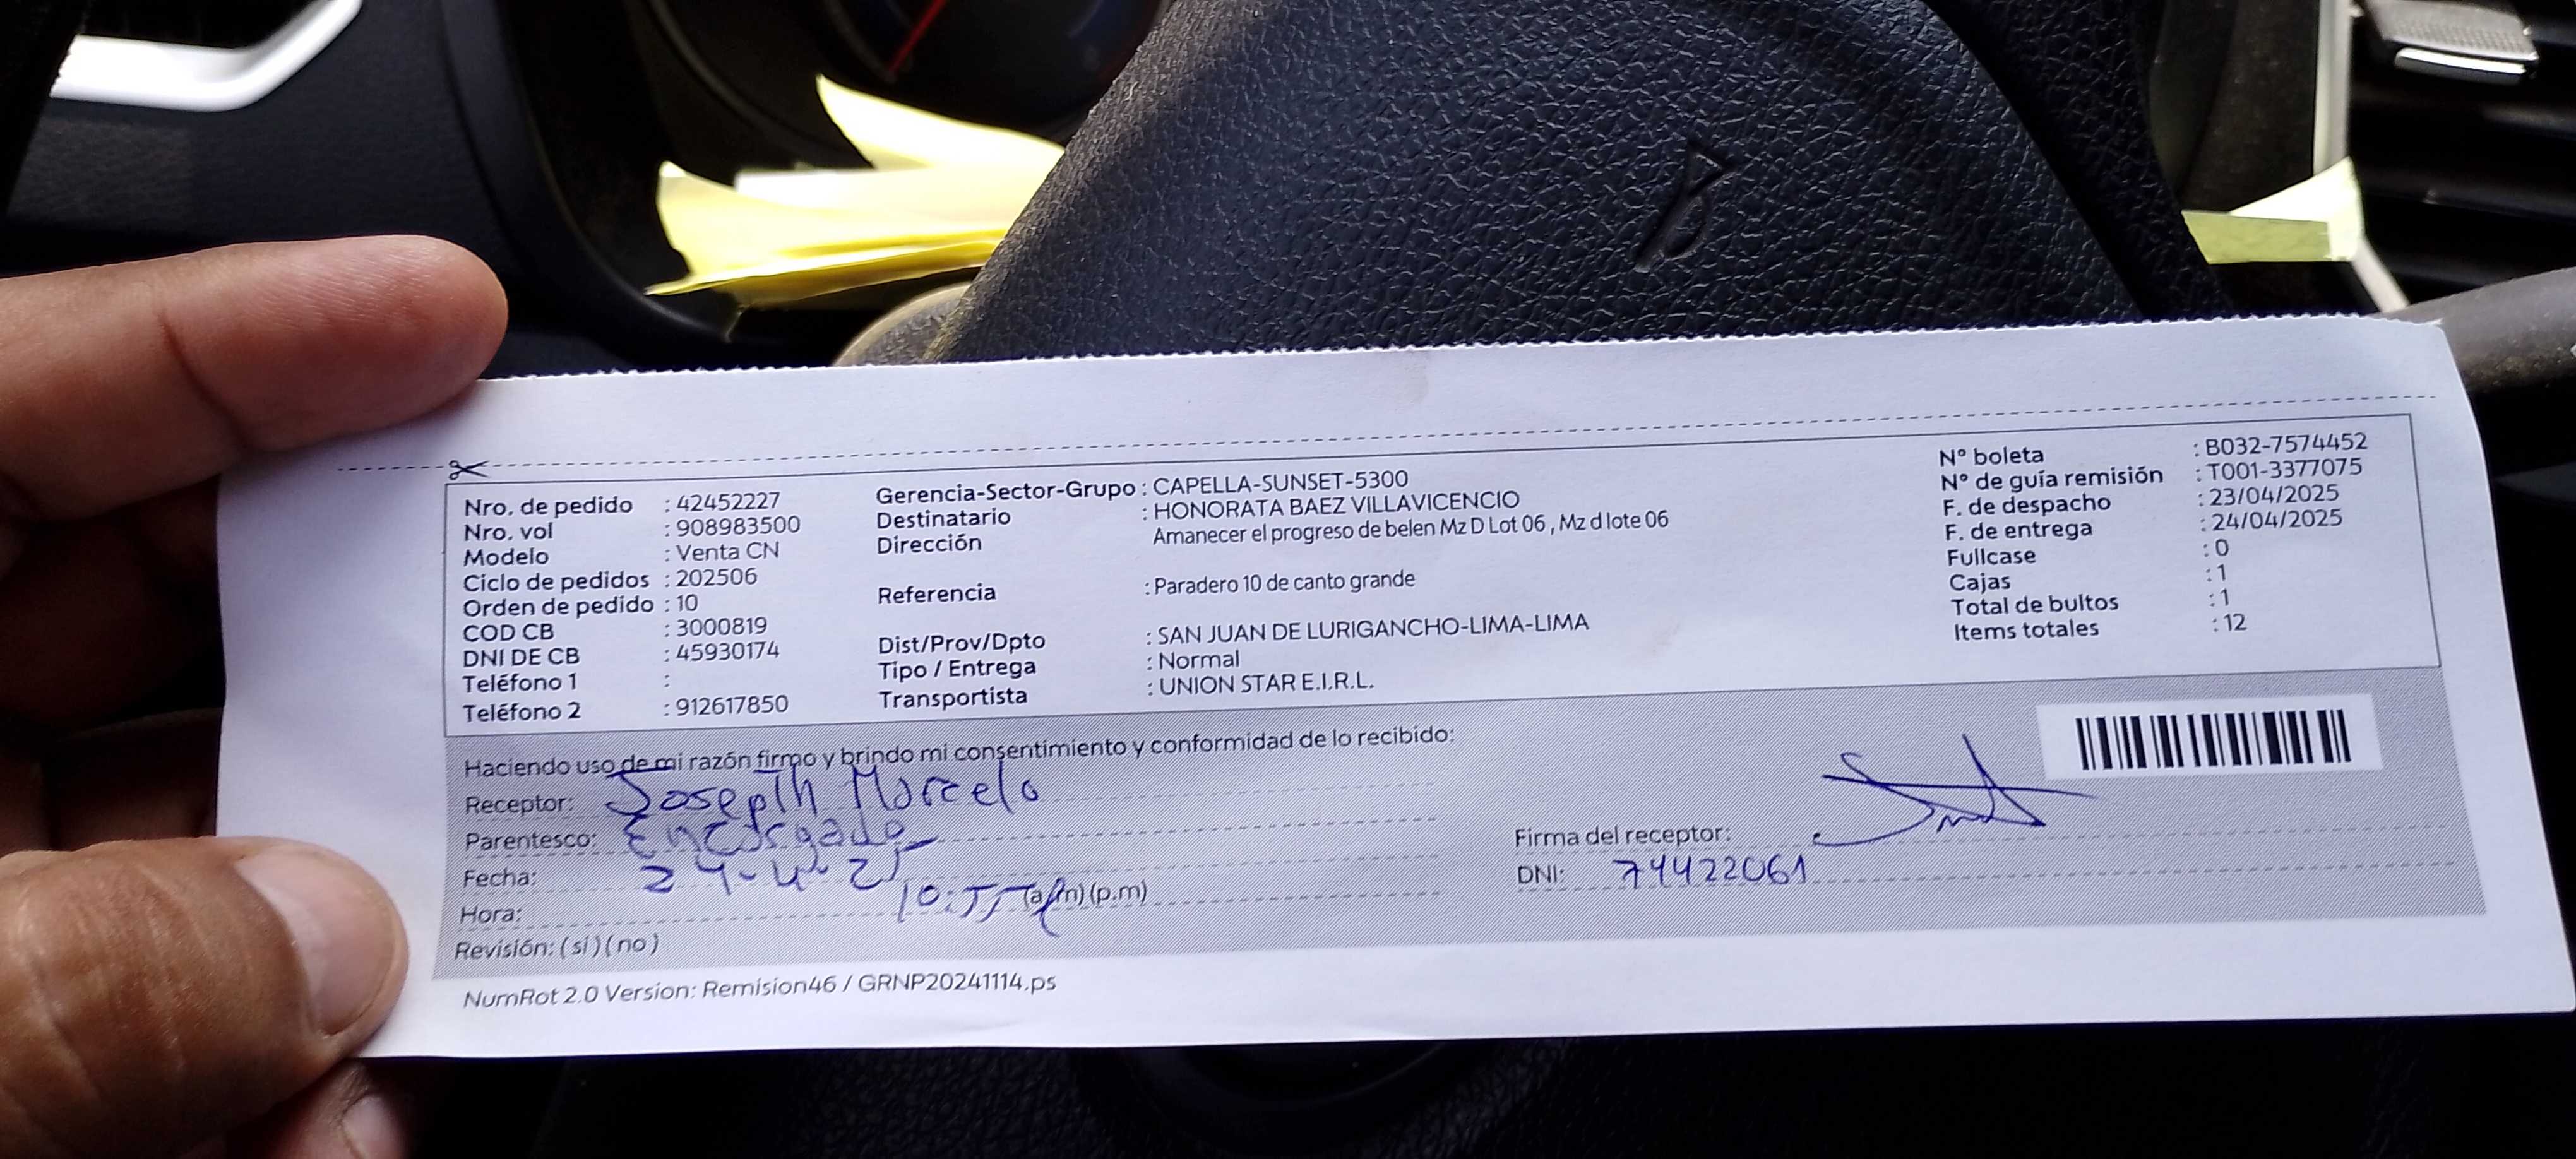 Nro. de pedido : 42452227
Nro. vol : 908983500
Modelo : Venta CN
Ciclo de pedidos : 202506
Orden de pedido : 10
COD CB : 3000819
DNI DE CB : 45930174
Teléfono 1 :
Teléfono 2 : 912617850
Gerencia-Sector-Grupo : CAPELLA-SUNSET-5300
Destinatario : HONORATA BAEZ VILLAVICENCIO
Dirección Amanecer el progreso de belen Mz D Lot 06 , Mz d lote 06
Referencia : Paradero 10 de canto grande
Dist/Prov/Dpto : SAN JUAN DE LURIGANCHO-LIMA-LIMA
Tipo / Entrega : Normal
Transportista : UNION STAR E.I.R.L.
N° boleta : B032-7574452
N° de guía remisión : T001-3377075
F. de despacho : 23/04/2025
F. de entrega : 24/04/2025
Fullcase : 0
Cajas : 1
Total de bultos : 1
Items totales : 12
Haciendo uso de mi razón firmo y brindo mi consentimiento y conformidad de lo recibido:
Receptor: Josepth Marcelo
Parentesco: Encargado
Fecha: 24-4-25
Hora: 10:55 (a.m) (p.m)
Revisión: (si) (no)
Firma del receptor:
DNI: 74422061
NumRot 2.0 Version: Remision46 / GRNP20241114.ps